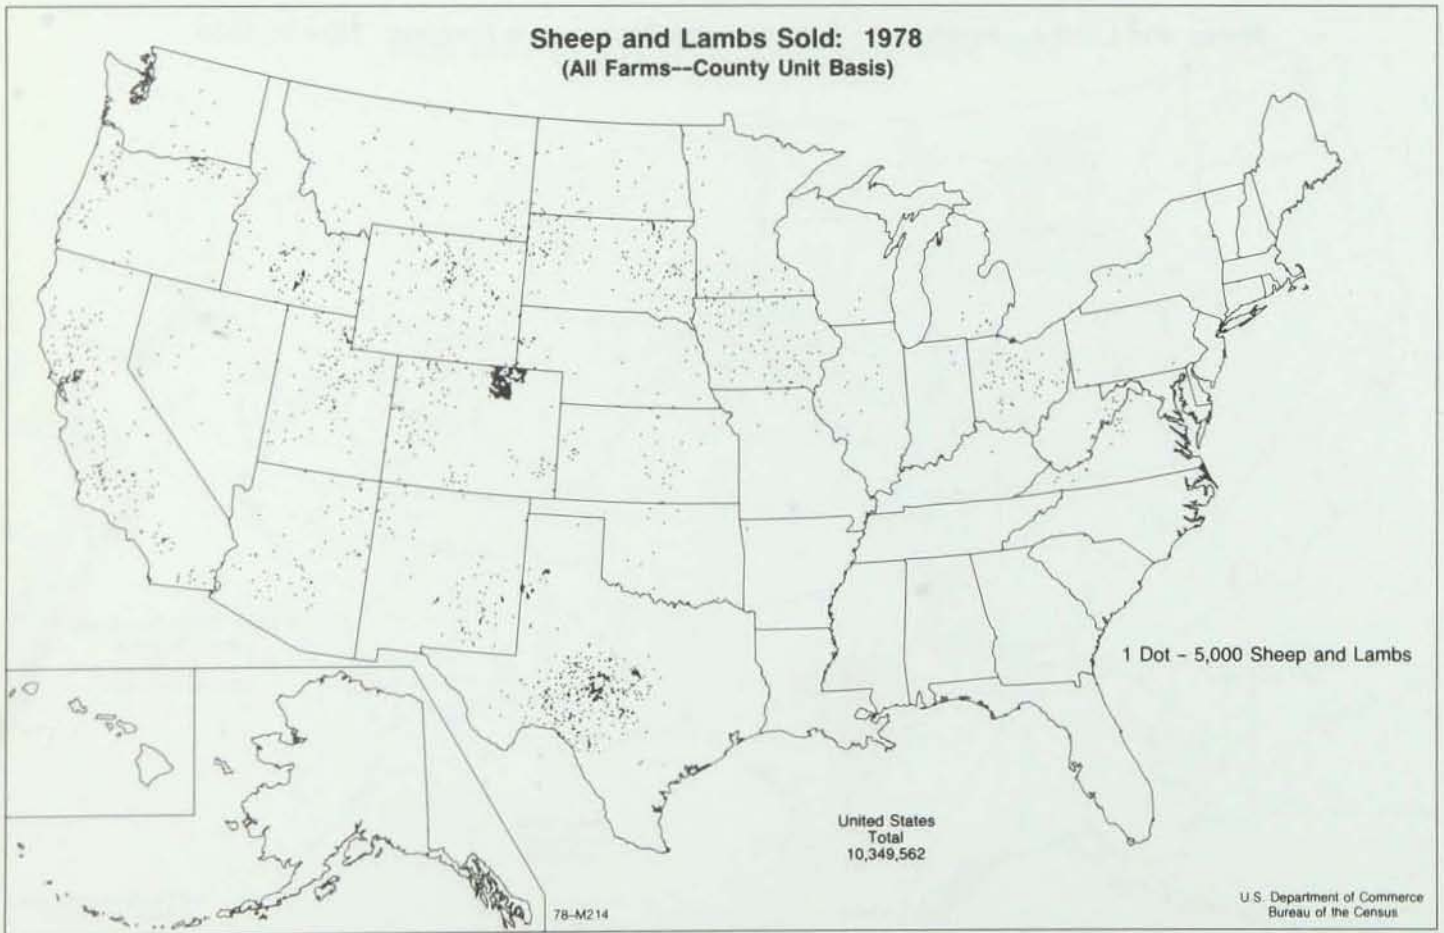 Sheep and Lambs Sold: 1978
(All Farms--County Unit Basis)
1 Dot - 5,000 Sheep and Lambs
United States
Total
10,349,562
78-M214
U.S. Department of Commerce
Bureau of the Census